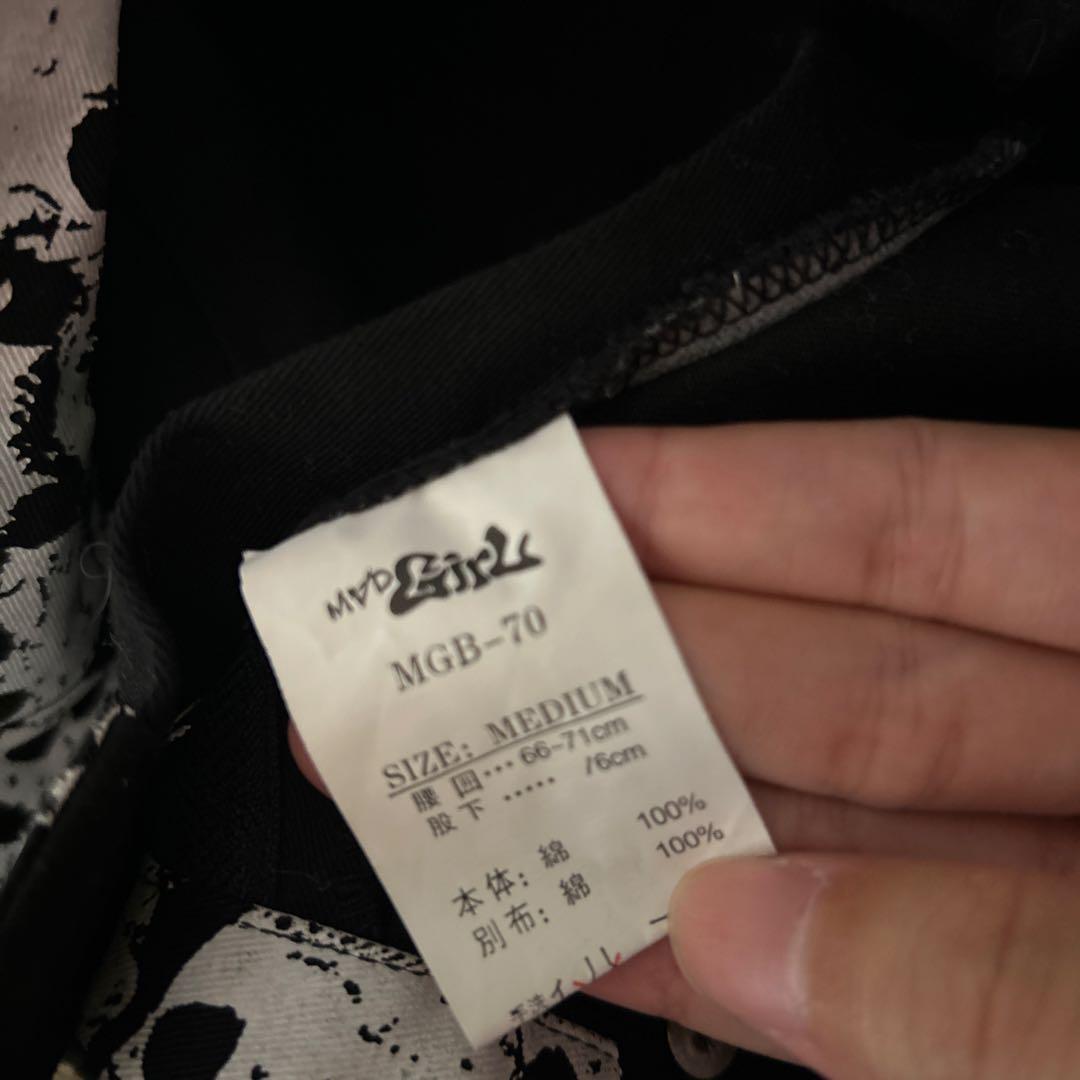 MAD GirL
MGB-70
SIZE: MEDIUM
腰囲··· 66-71cm
股下 ····· 76cm
本体: 綿 100%
別布: 綿 100%